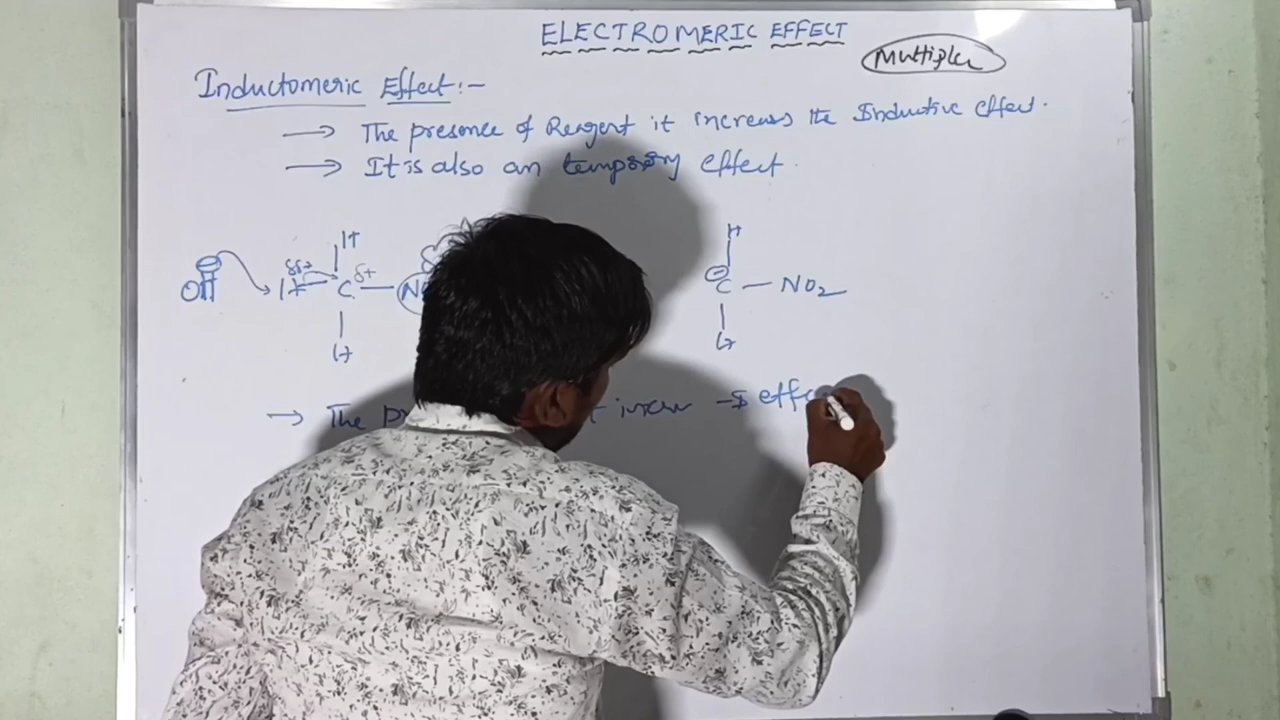 ELECTROMERIC EFFECT
Multiple
Inductomeric Effect:-
→ The presence of Reagent it increases the Inductive effect.
→ It is also an temporary effect.
H H
OH H C δ+ — N C — NO2
δδ+ ⊖
H H
→ The -I effec